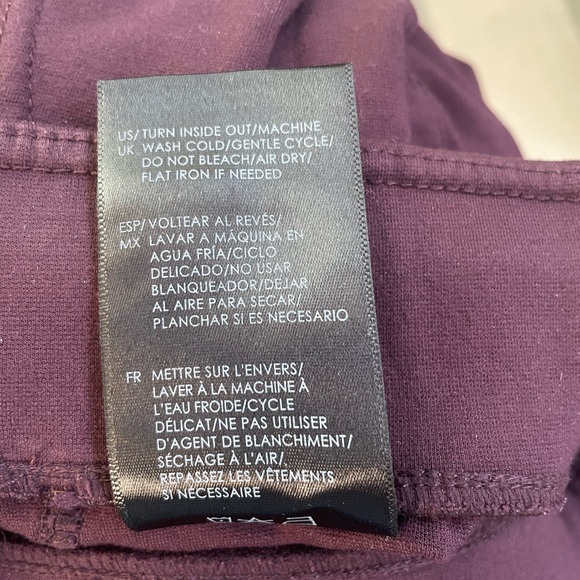 US/ TURN INSIDE OUT/MACHINE
UK WASH COLD/GENTLE CYCLE/
DO NOT BLEACH/AIR DRY/
FLAT IRON IF NEEDED
ESP/ VOLTEAR AL REVÉS/
MX LAVAR A MÁQUINA EN
AGUA FRÍA/CICLO
DELICADO/NO USAR
BLANQUEADOR/DEJAR
AL AIRE PARA SECAR/
PLANCHAR SI ES NECESARIO
FR METTRE SUR L'ENVERS/
LAVER À LA MACHINE À
L'EAU FROIDE/CYCLE
DÉLICAT/NE PAS UTILISER
D'AGENT DE BLANCHIMENT/
SÉCHAGE À L'AIR/
REPASSEZ LES VÊTEMENTS
SI NÉCESSAIRE